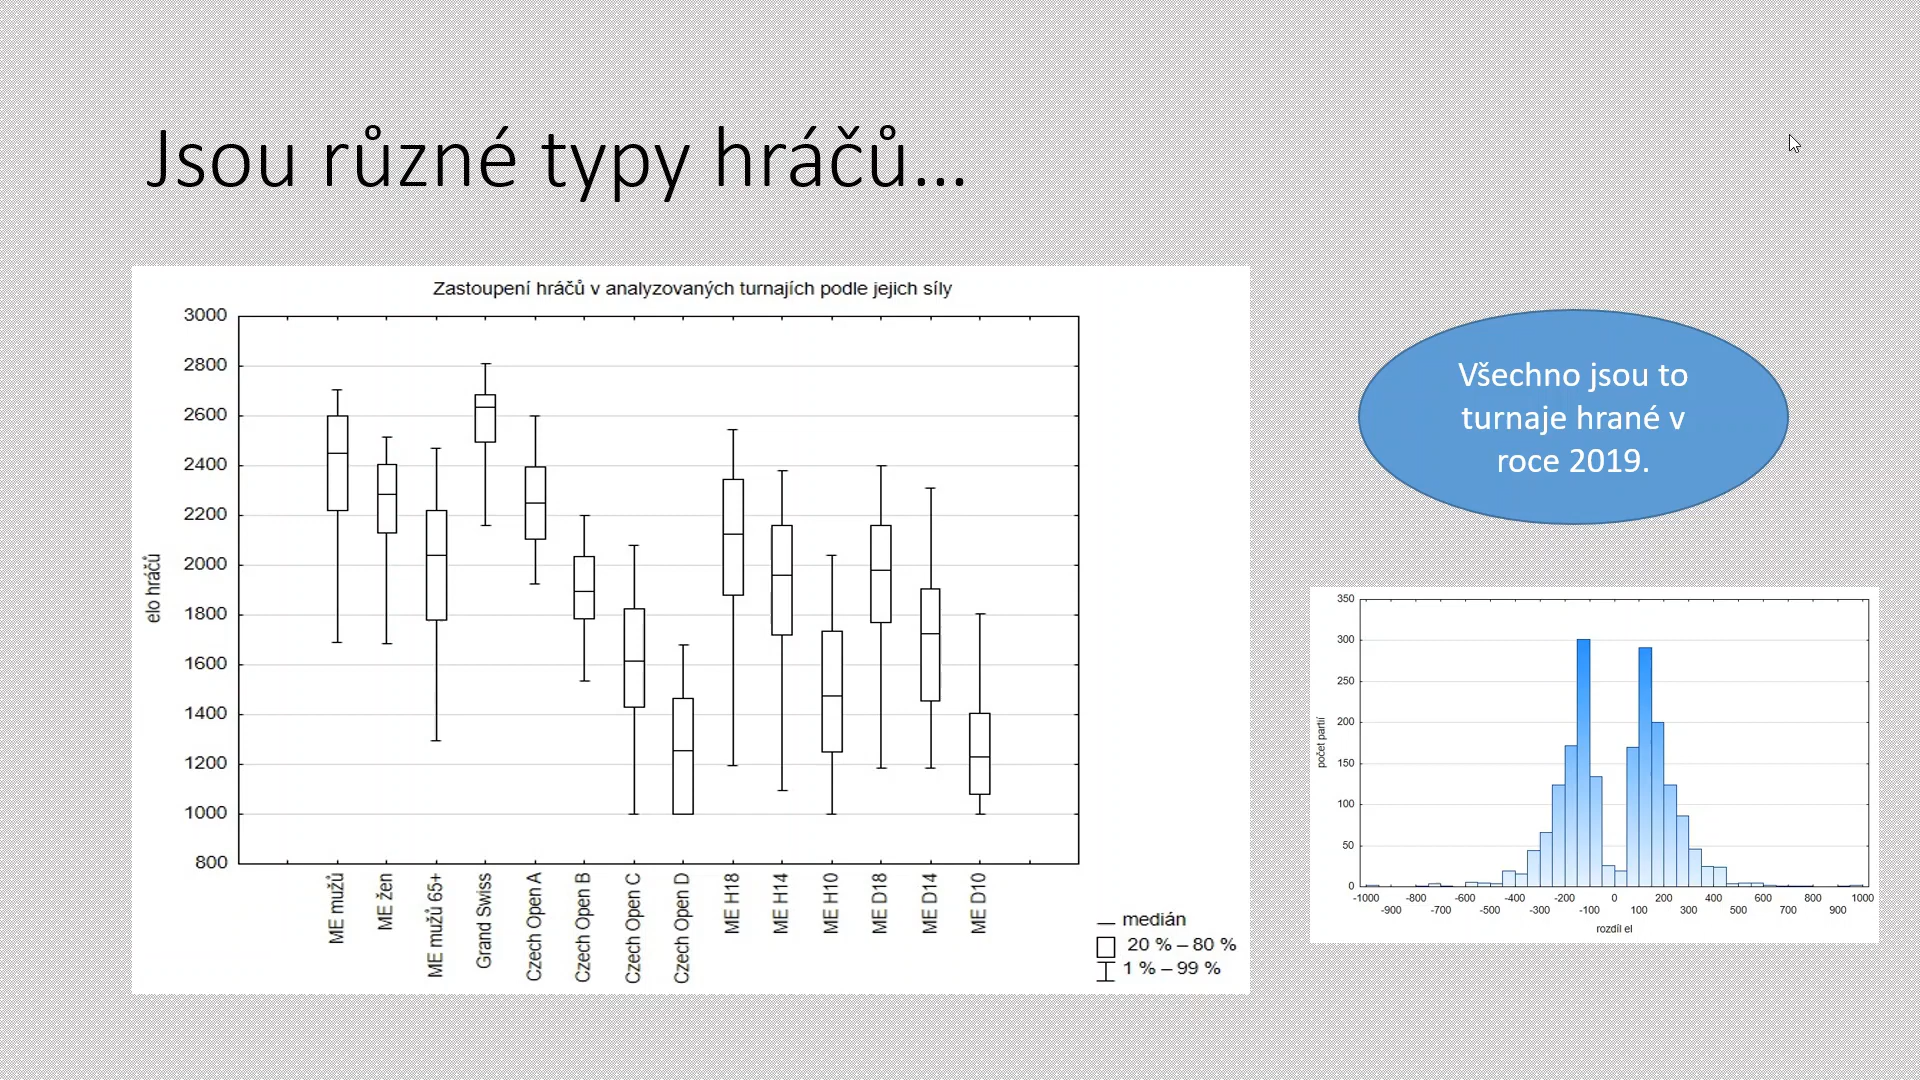 Jsou různé typy hráčů...
Zastoupení hráčů v analyzovaných turnajích podle jejich síly
3000
2800
2600
2400
2200
2000
1800
1600
1400
1200
1000
800
elo hráčů
ME mužů
ME žen
ME mužů 65+
Grand Swiss
Czech Open A
Czech Open B
Czech Open C
Czech Open D
ME H18
ME H14
ME H10
ME D18
ME D14
ME D10
medián
20 % – 80 %
1 % – 99 %
Všechno jsou to
turnaje hrané v
roce 2019.
350
300
250
200
150
100
50
0
počet partií
-1000 -800 -600 -400 -200 0 200 400 600 800 1000
-900 -700 -500 -300 -100 100 300 500 700 900
rozdíl el